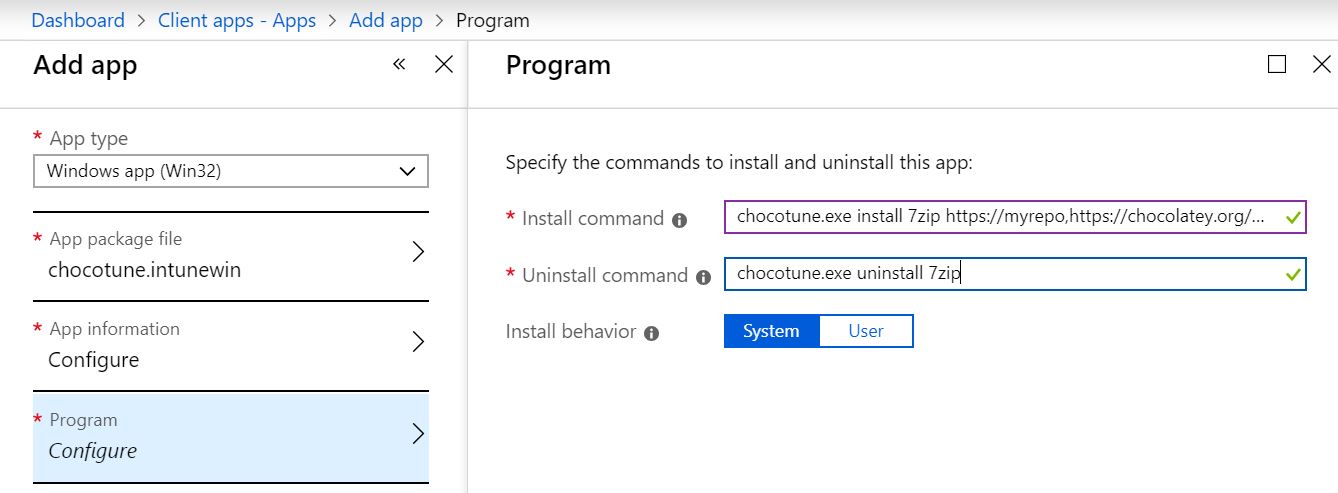 Dashboard > Client apps - Apps > Add app > Program
Add app
« ×
* App type
Windows app (Win32)
* App package file
chocotune.intunewin
* App information
Configure
* Program
Configure
Program
Specify the commands to install and uninstall this app:
* Install command
chocotune.exe install 7zip https://myrepo,https://chocolatey.org/...
* Uninstall command
chocotune.exe uninstall 7zip
Install behavior
System User